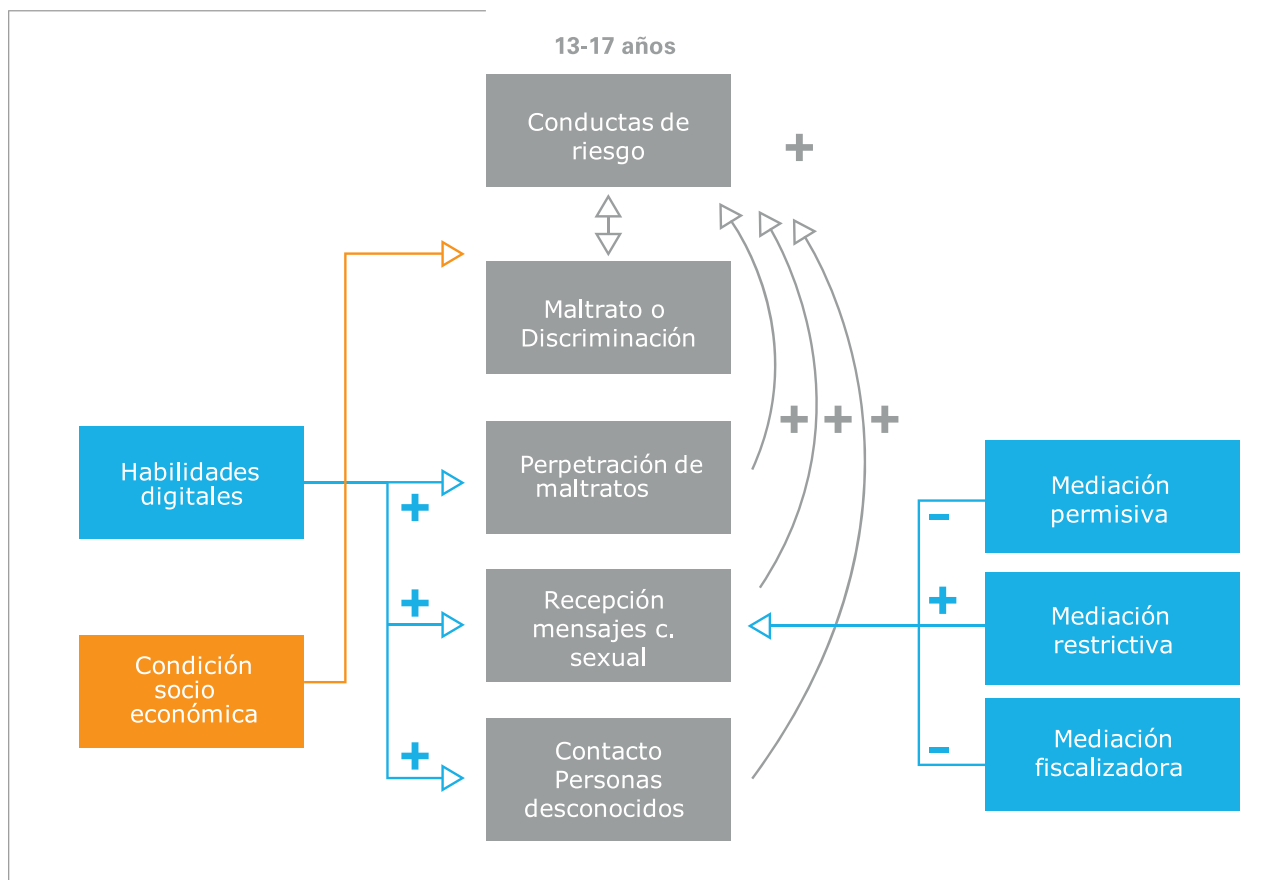 13-17 años
Conductas de
riesgo
+
Maltrato o
Discriminación
Habilidades
digitales
+
Perpetración de
maltratos
+ + +
Mediación
permisiva
-
+
Recepción
mensajes c.
sexual
+
Mediación
restrictiva
Condición
socio
económica
+
Contacto
Personas
desconocidos
-
Mediación
fiscalizadora